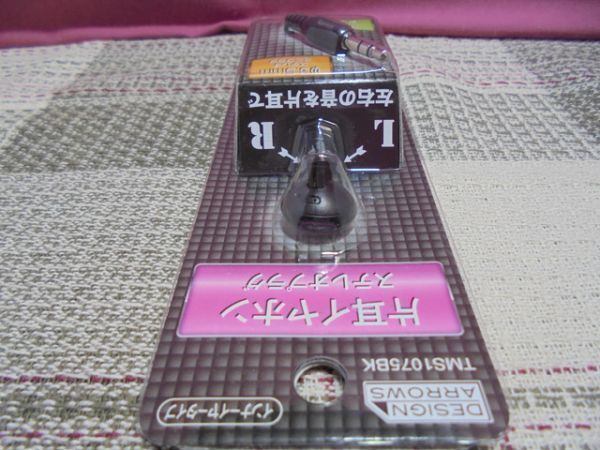 DESIGN
ARROWS
TMS1075BK
インナーイヤータイプ
片耳イヤホン
ステレオプラグ
L R
左右の音を片耳で